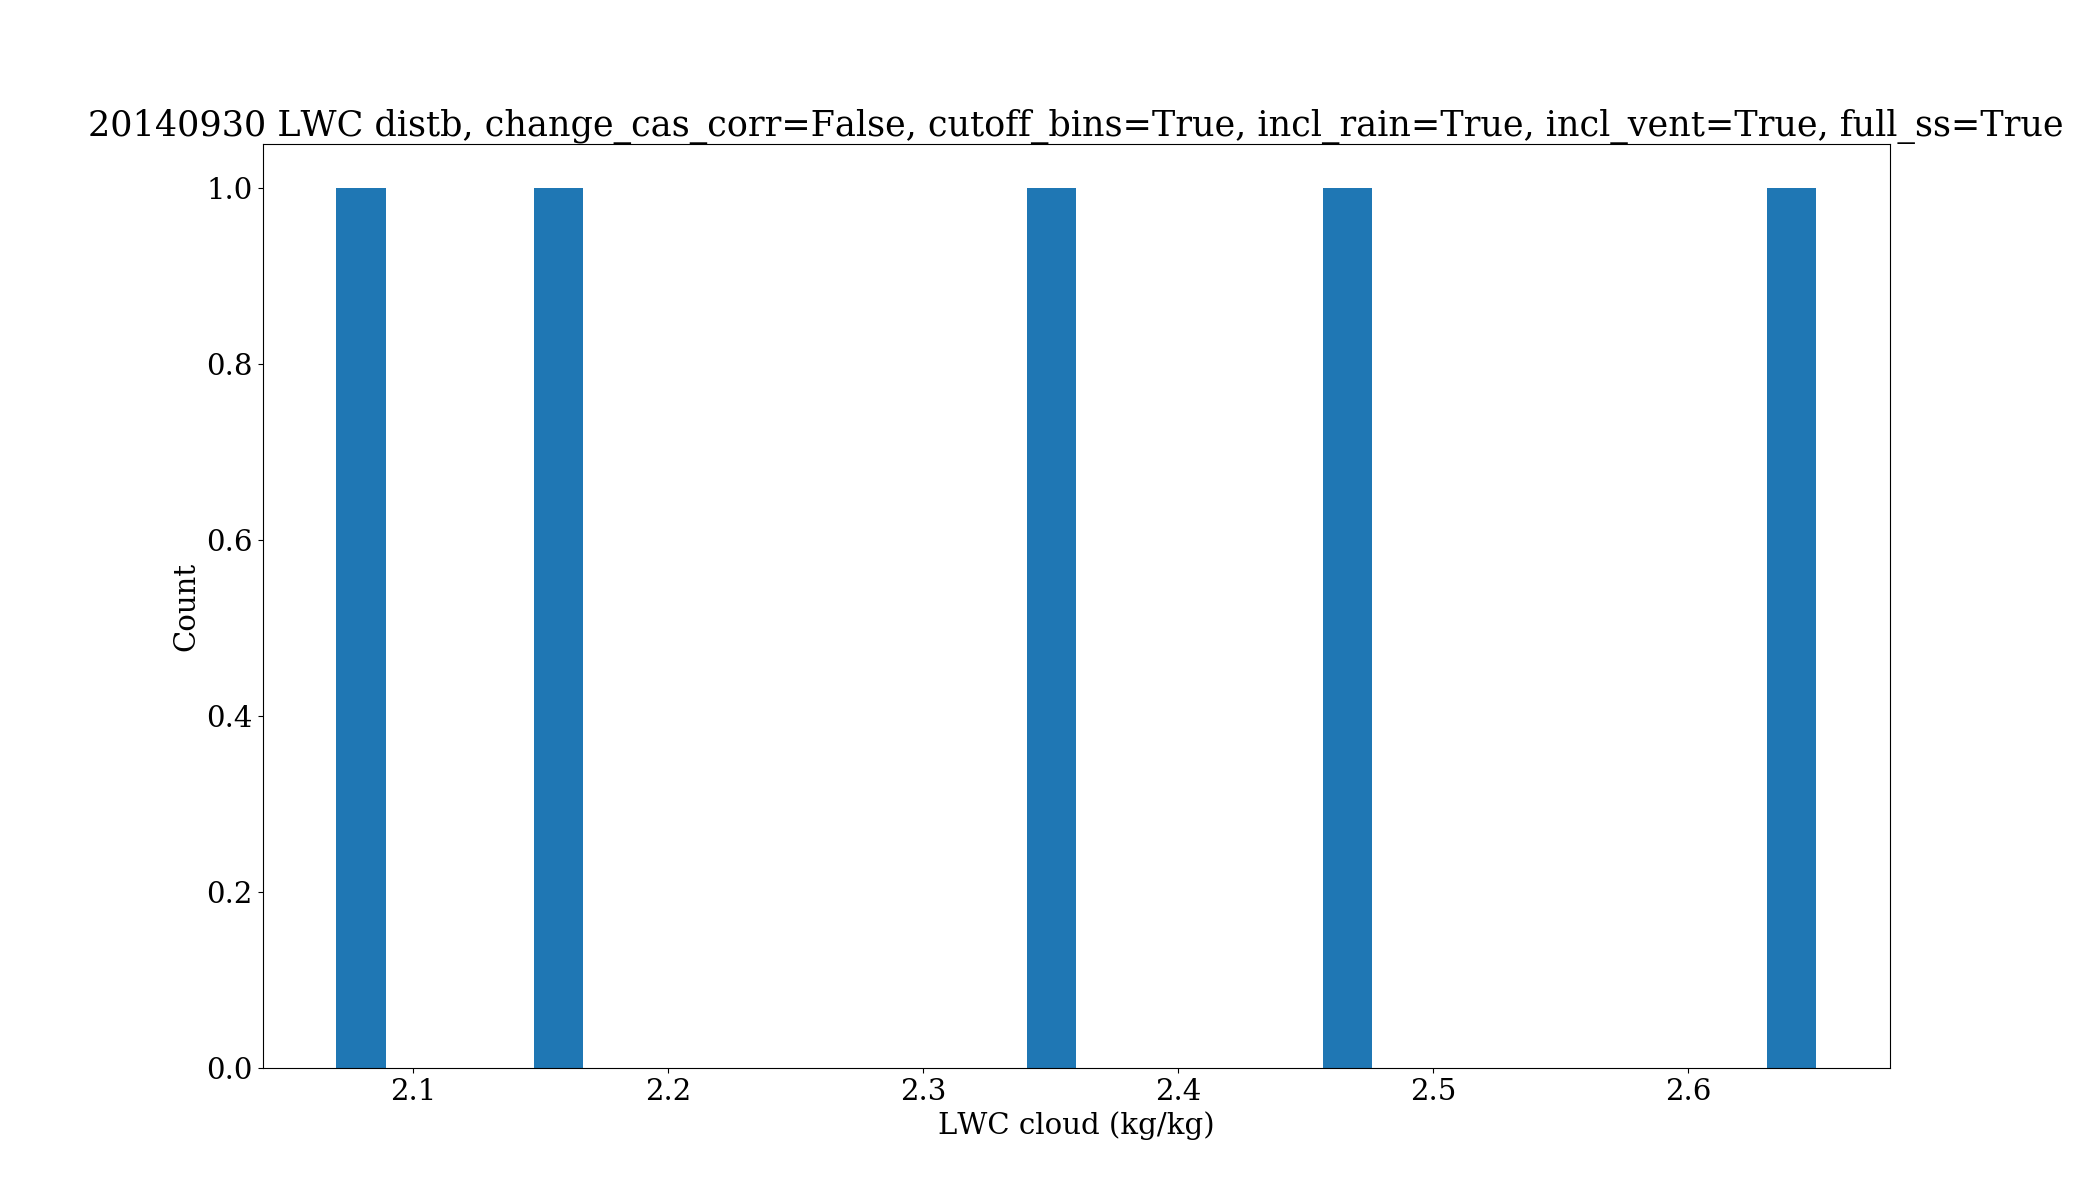 20140930 LWC distb, change_cas_corr=False, cutoff_bins=True, incl_rain=True, incl_vent=True, full_ss=True
1.0
0.8
0.6
0.4
0.2
0.0
Count
2.1 2.2 2.3 2.4 2.5 2.6
LWC cloud (kg/kg)